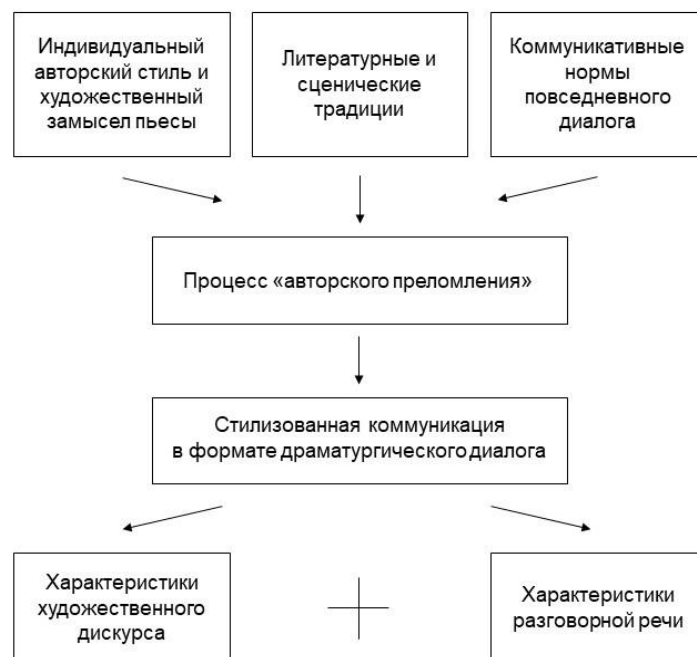 Индивидуальный
авторский стиль и
художественный
замысел пьесы
Литературные и
сценические
традиции
Коммуникативные
нормы
повседневного
диалога
Процесс «авторского преломления»
Стилизованная коммуникация
в формате драматургического диалога
Характеристики
художественного
дискурса
Характеристики
разговорной речи